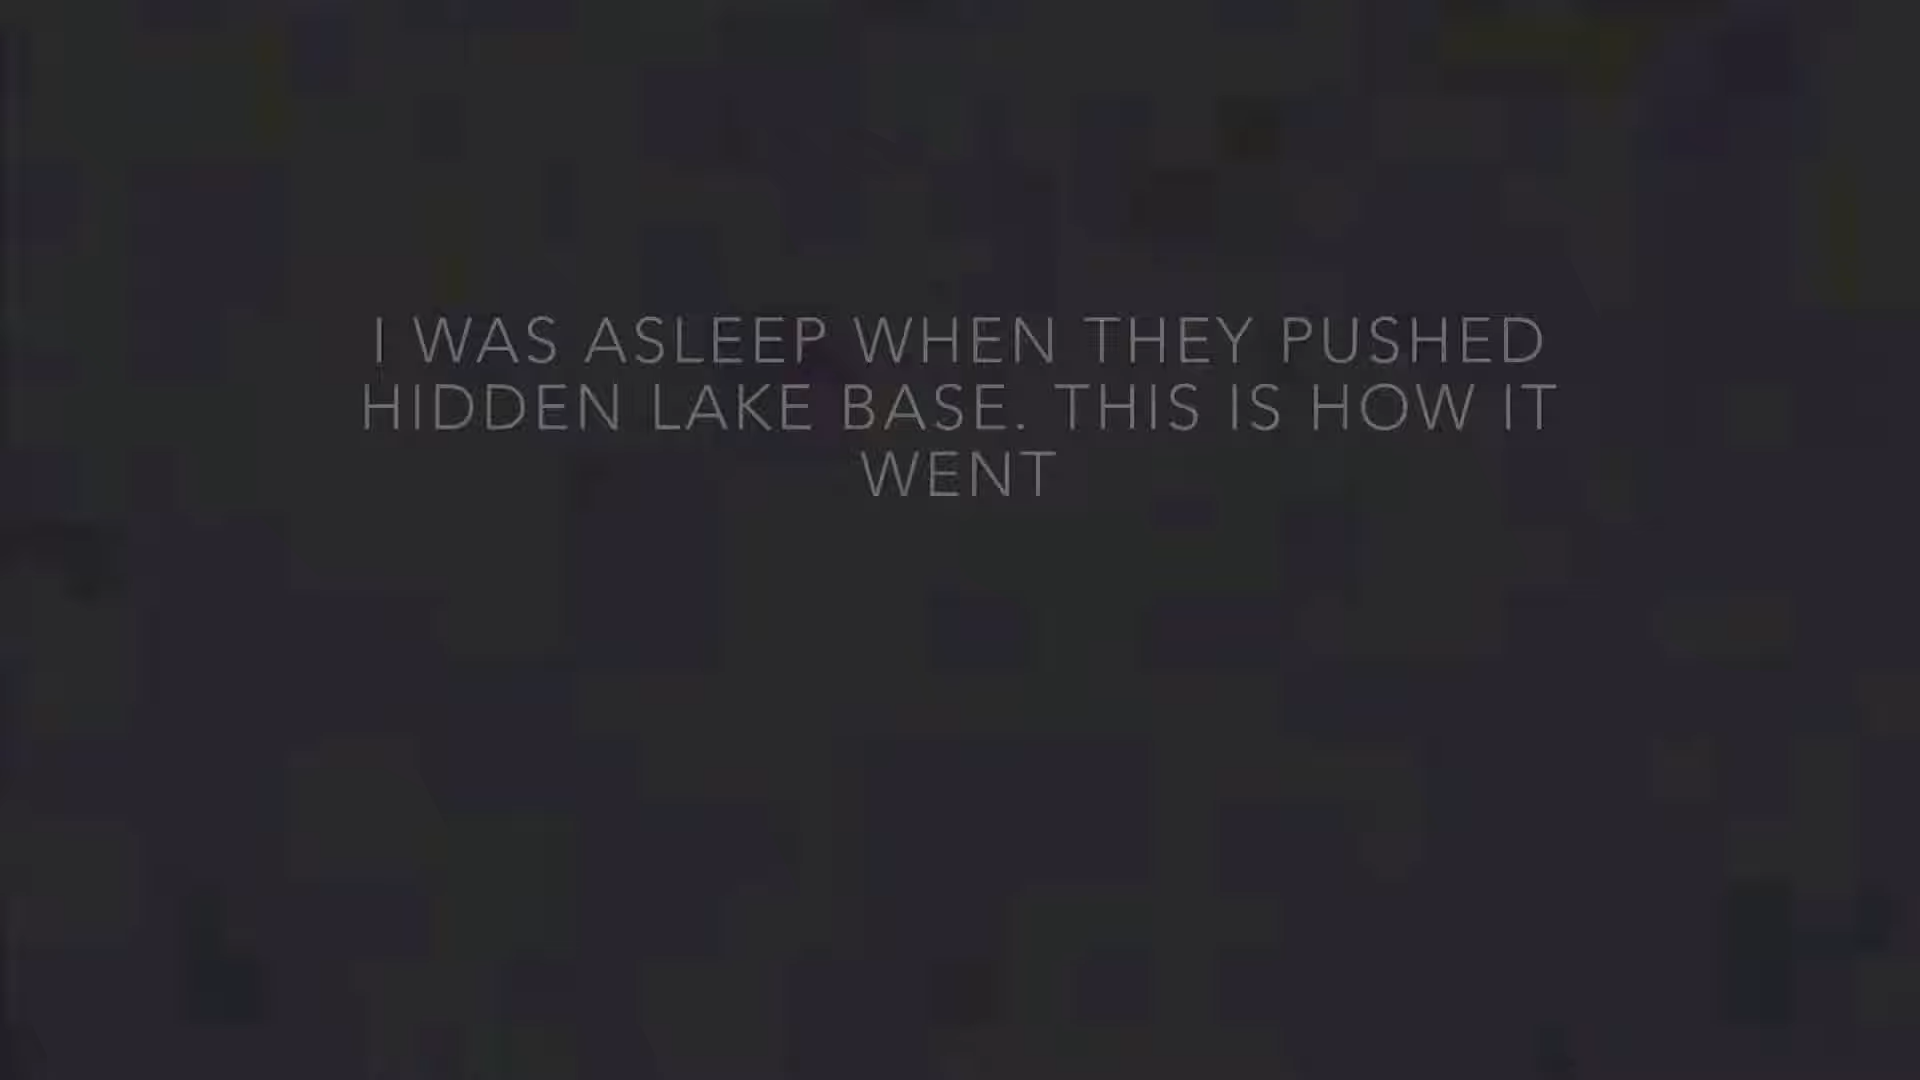 I WAS ASLEEP WHEN THEY PUSHED
HIDDEN LAKE BASE. THIS IS HOW IT
WENT